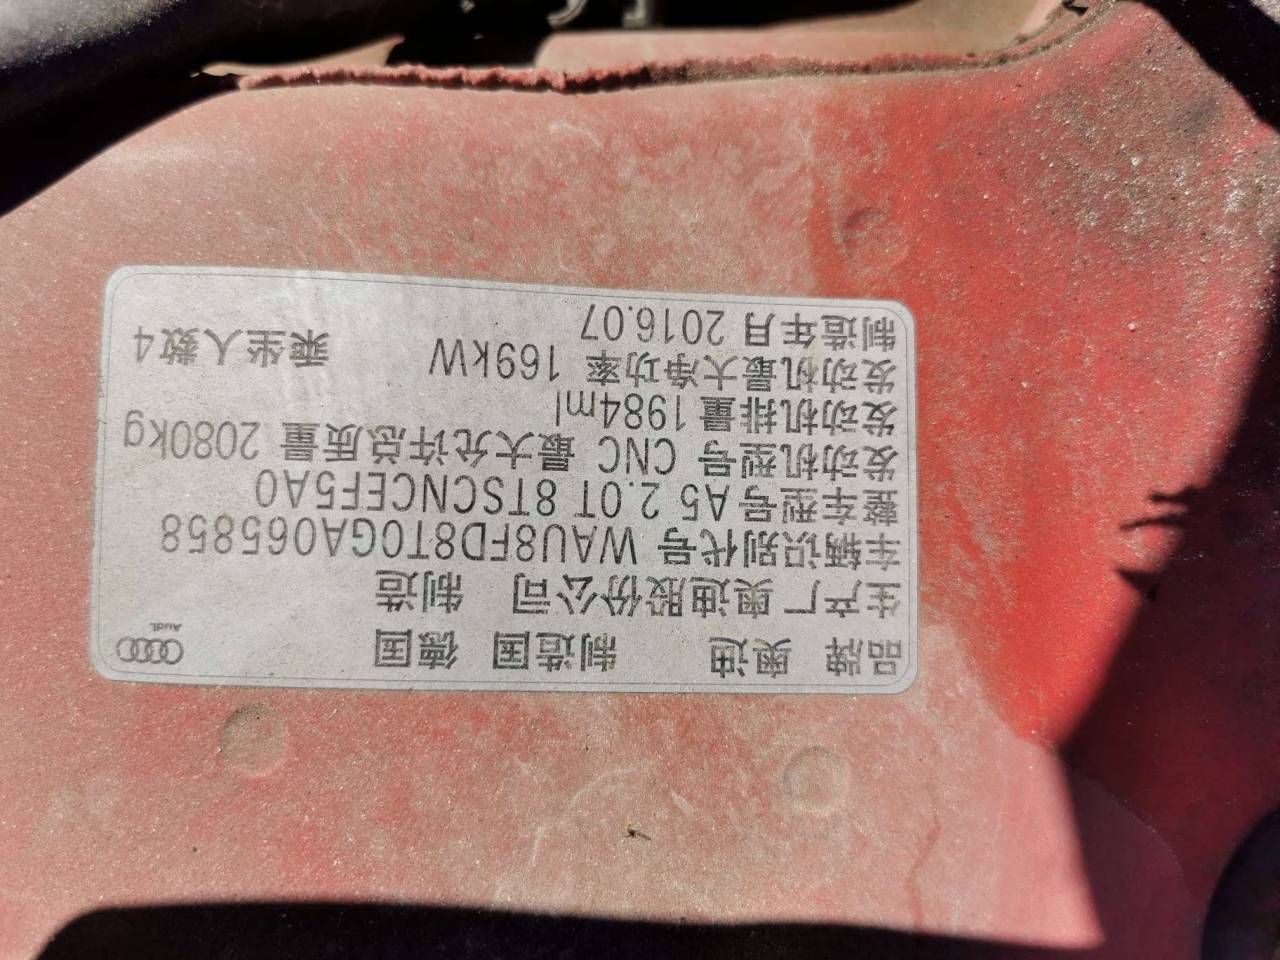 品牌 奥迪 制造国 德国
Audi
生产厂 奥迪股份公司 制造
车辆识别代号 WAU8FD8T0GA065858
整车型号 A5 2.0T 8TSCNCEF5A0
发动机型号 CNC 最大允许总质量 2080kg
发动机排量 1984ml
发动机最大净功率 169kW 乘坐人数 4
制造年月 2016.07